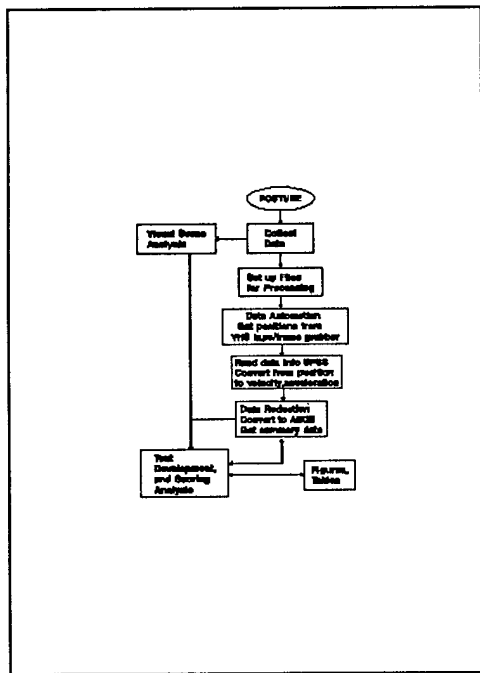 POSTURE
Collect
Data
Visual Scene
Analysis
Set up Files
for Processing
Data Automation
Get positions from
VHS tape/frame grabber
Read data into SPSS
Convert from position
to velocity, acceleration
Data Reduction
Convert to ASCII
Get summary data
Test
Development,
and Scoring
Analysis
Figures,
Tables